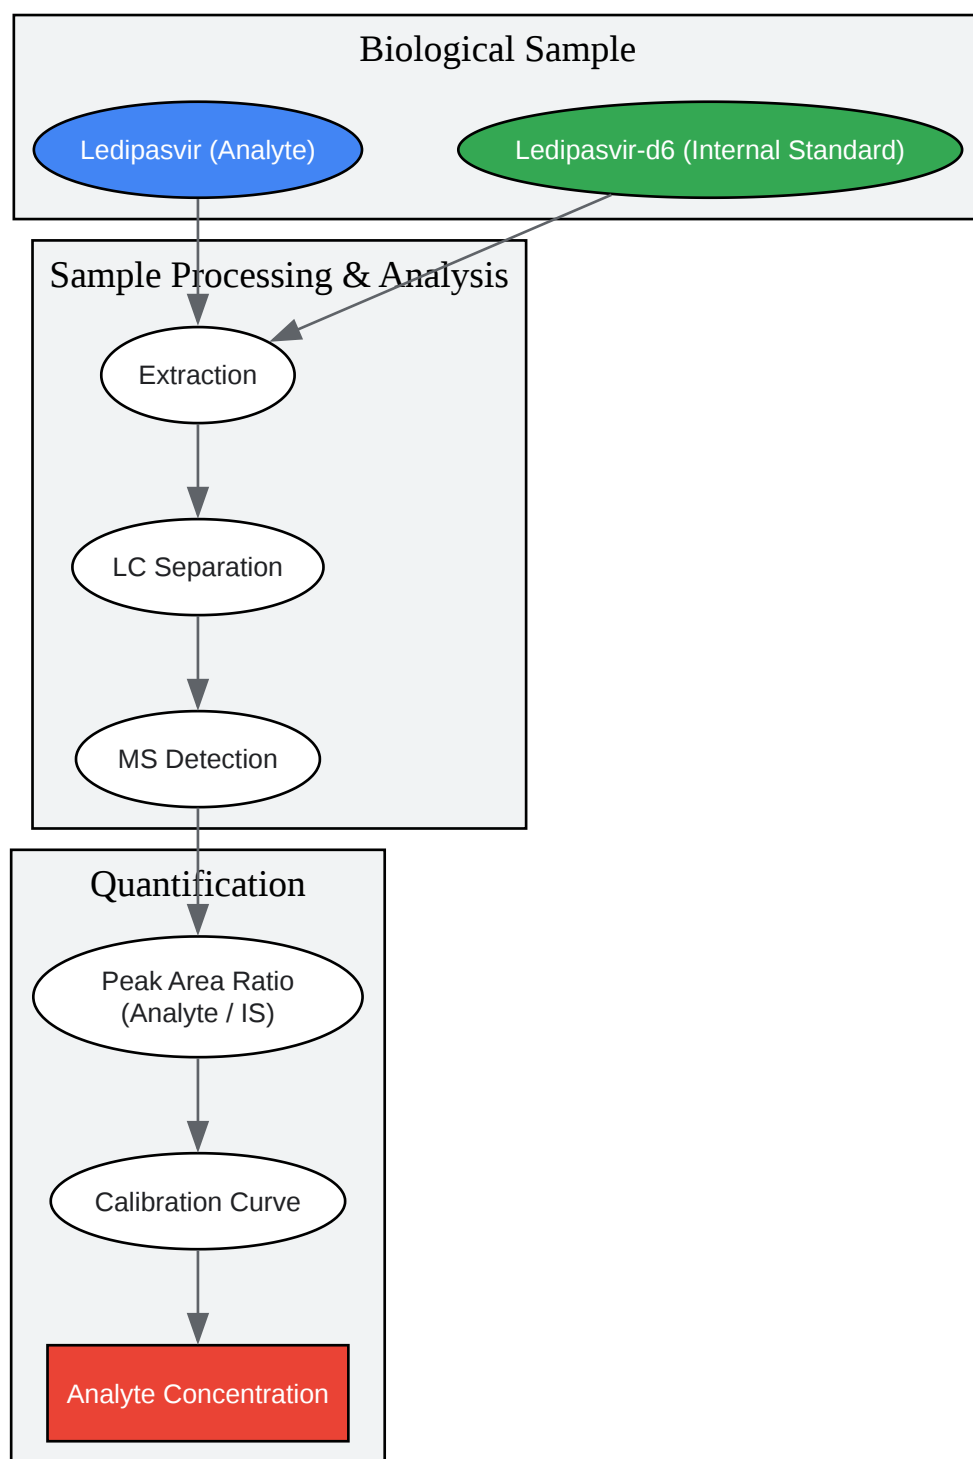 Biological Sample
Ledipasvir (Analyte)
Ledipasvir-d6 (Internal Standard)
Sample Processing & Analysis
Extraction
LC Separation
MS Detection
Quantification
Peak Area Ratio
(Analyte / IS)
Calibration Curve
Analyte Concentration